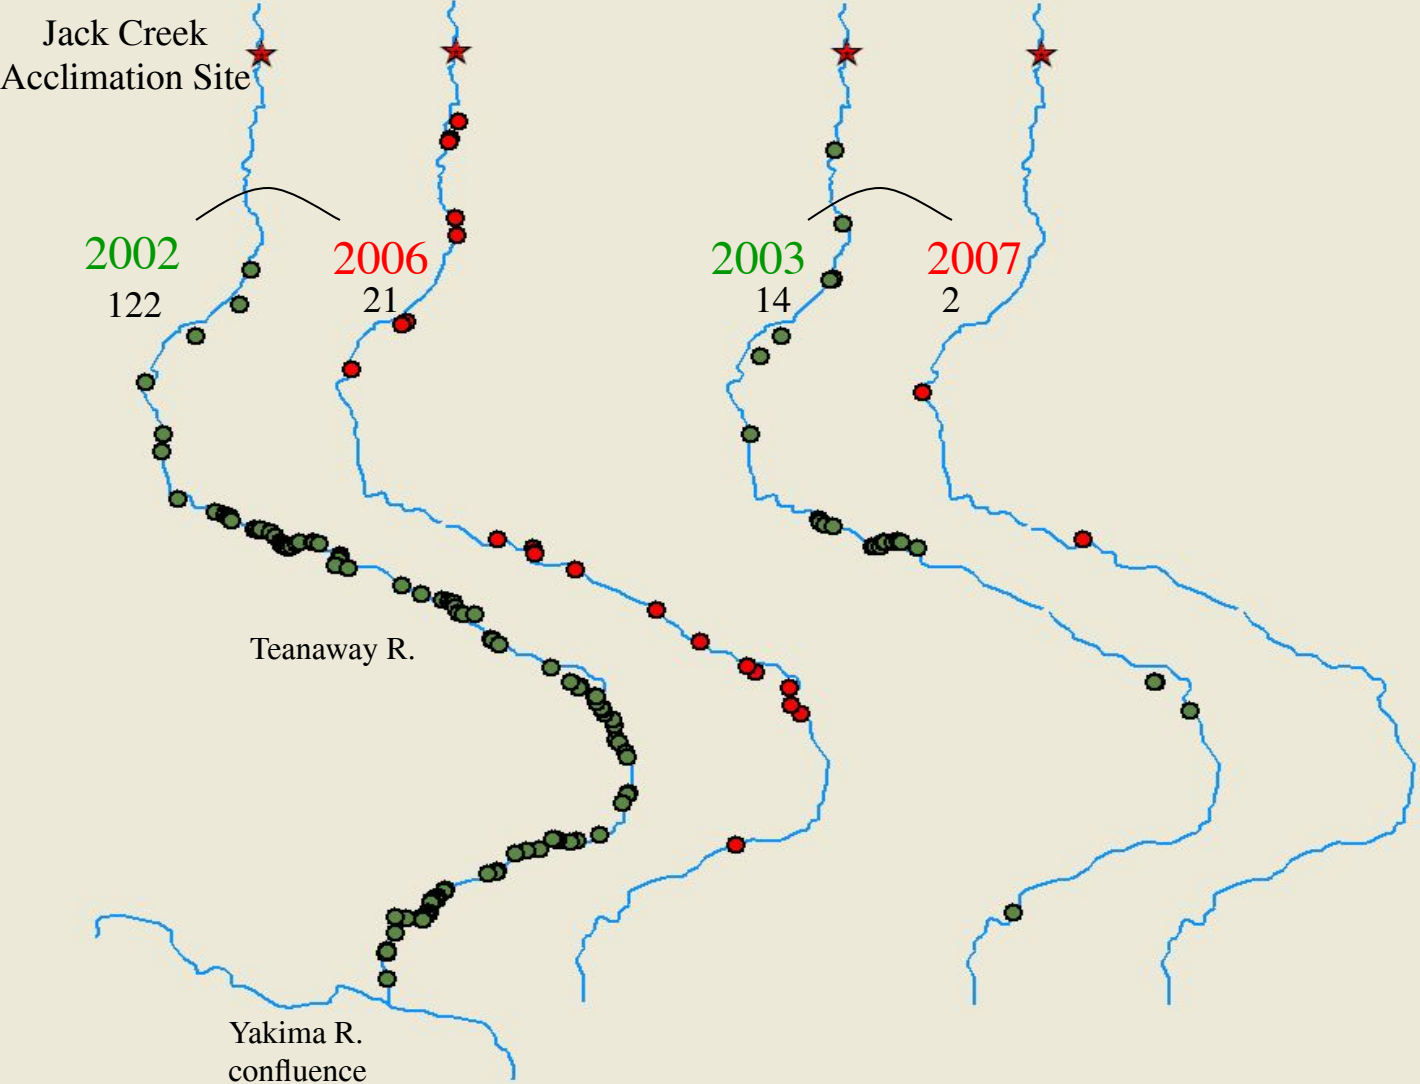 Jack Creek
Acclimation Site
2002
122
2006
21
2003
14
2007
2
Teanaway R.
Yakima R.
confluence